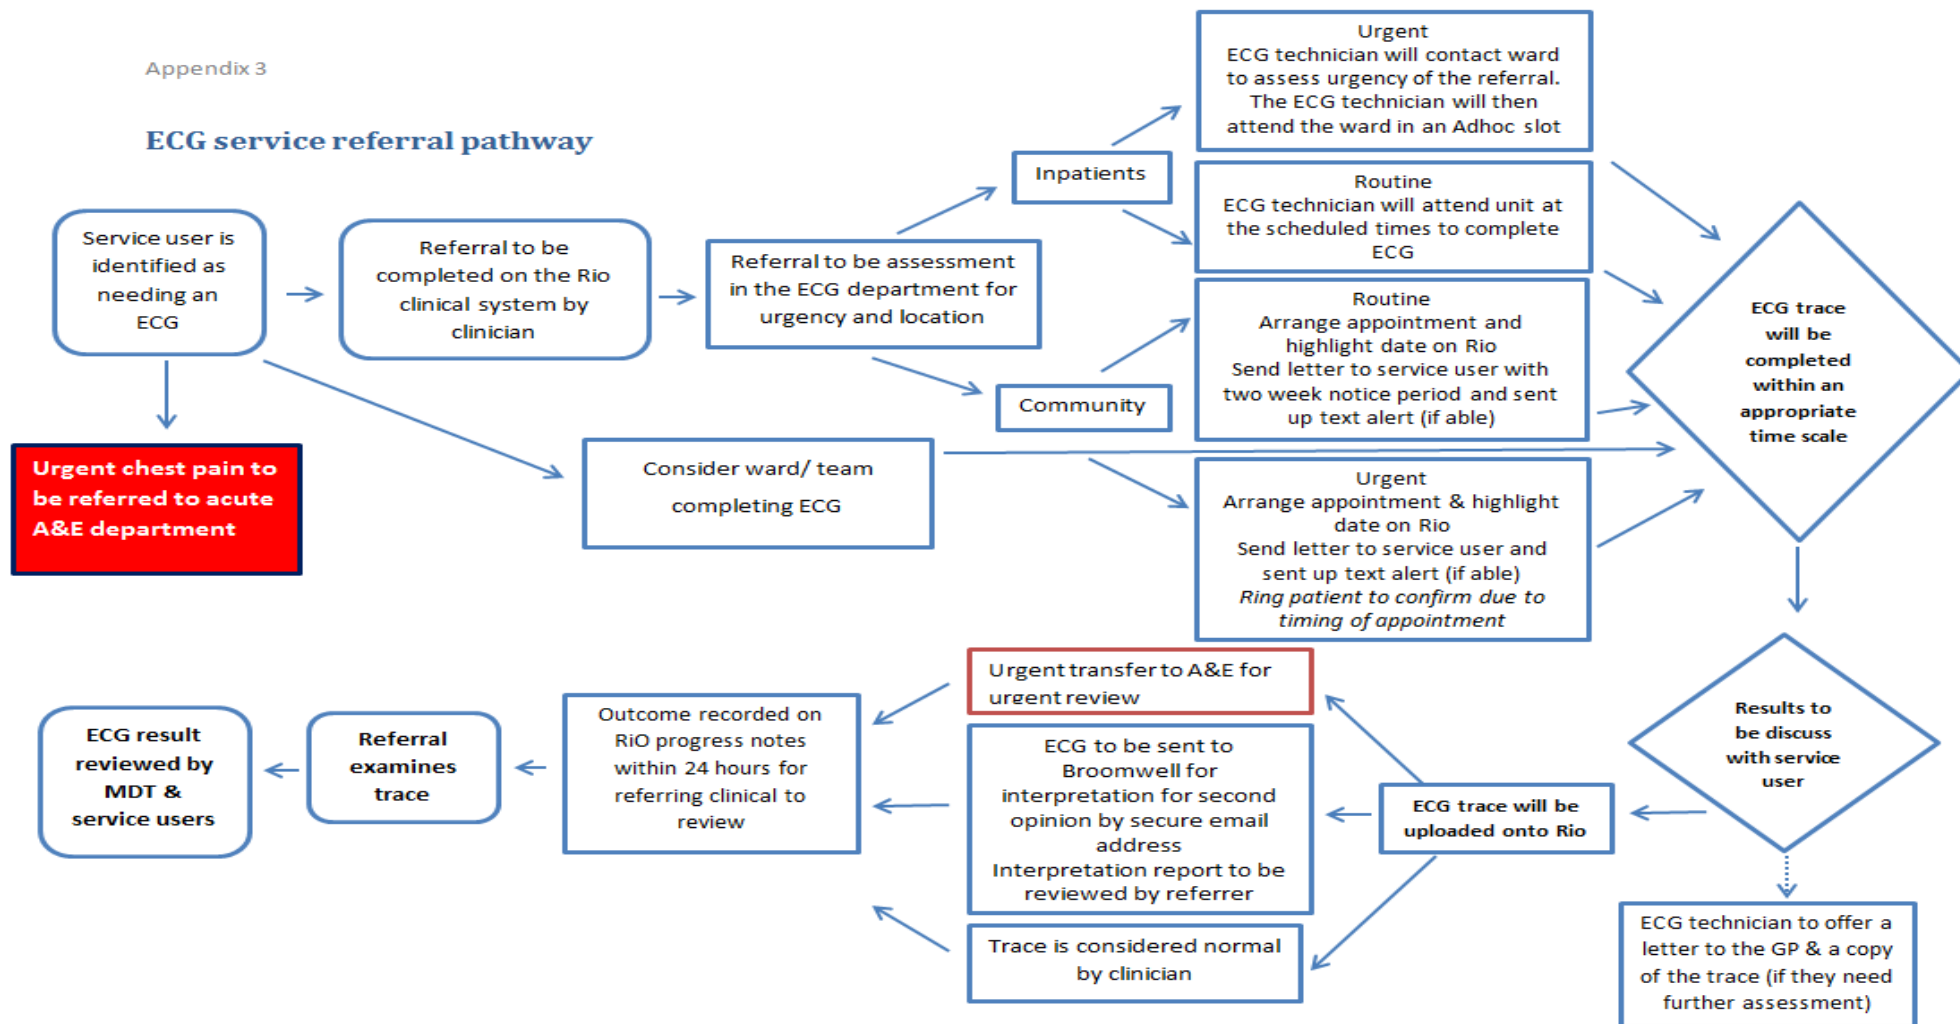 Appendix 3
ECG service referral pathway
Service user is
identified as
needing an
ECG
Referral to be
completed on the Rio
clinical system by
clinician
Referral to be assessment
in the ECG department for
urgency and location
Inpatients
Community
Urgent
ECG technician will contact ward
to assess urgency of the referral.
The ECG technician will then
attend the ward in an Adhoc slot
Routine
ECG technician will attend unit at
the scheduled times to complete
ECG
Routine
Arrange appointment and
highlight date on Rio
Send letter to service user with
two week notice period and sent
up text alert (if able)
Urgent
Arrange appointment & highlight
date on Rio
Send letter to service user and
sent up text alert (if able)
Ring patient to confirm due to
timing of appointment
Urgent chest pain to
be referred to acute
A&E department
Consider ward/ team
completing ECG
ECG trace
will be
completed
within an
appropriate
time scale
Results to
be discuss
with service
user
ECG technician to offer a
letter to the GP & a copy
of the trace (if they need
further assessment)
ECG trace will be
uploaded onto Rio
Urgent transfer to A&E for
urgent review
ECG to be sent to
Broomwell for
interpretation for second
opinion by secure email
address
Interpretation report to be
reviewed by referrer
Trace is considered normal
by clinician
Outcome recorded on
RiO progress notes
within 24 hours for
referring clinical to
review
Referral
examines
trace
ECG result
reviewed by
MDT &
service users